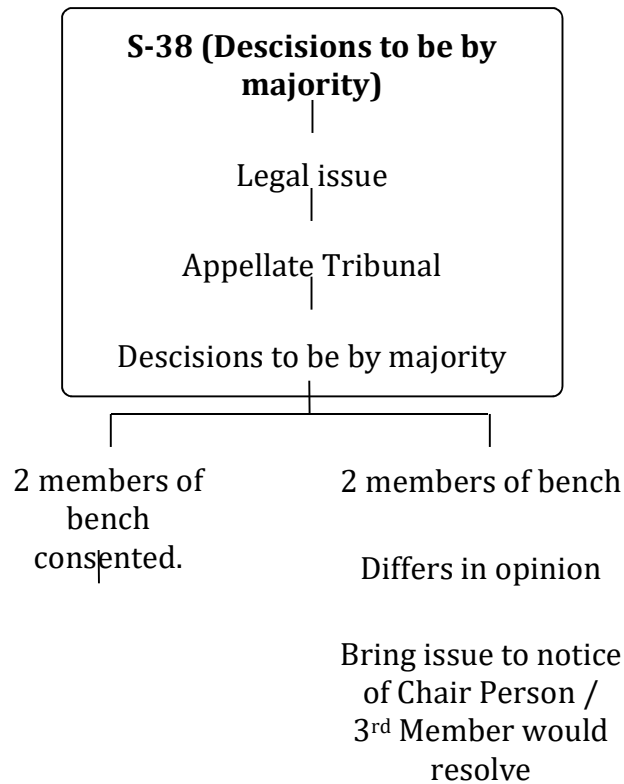 S-38 (Descisions to be by
majority)
Legal issue
Appellate Tribunal
Descisions to be by majority
2 members of
bench
consented.
2 members of bench
Differs in opinion
Bring issue to notice
of Chair Person /
3rd Member would
resolve